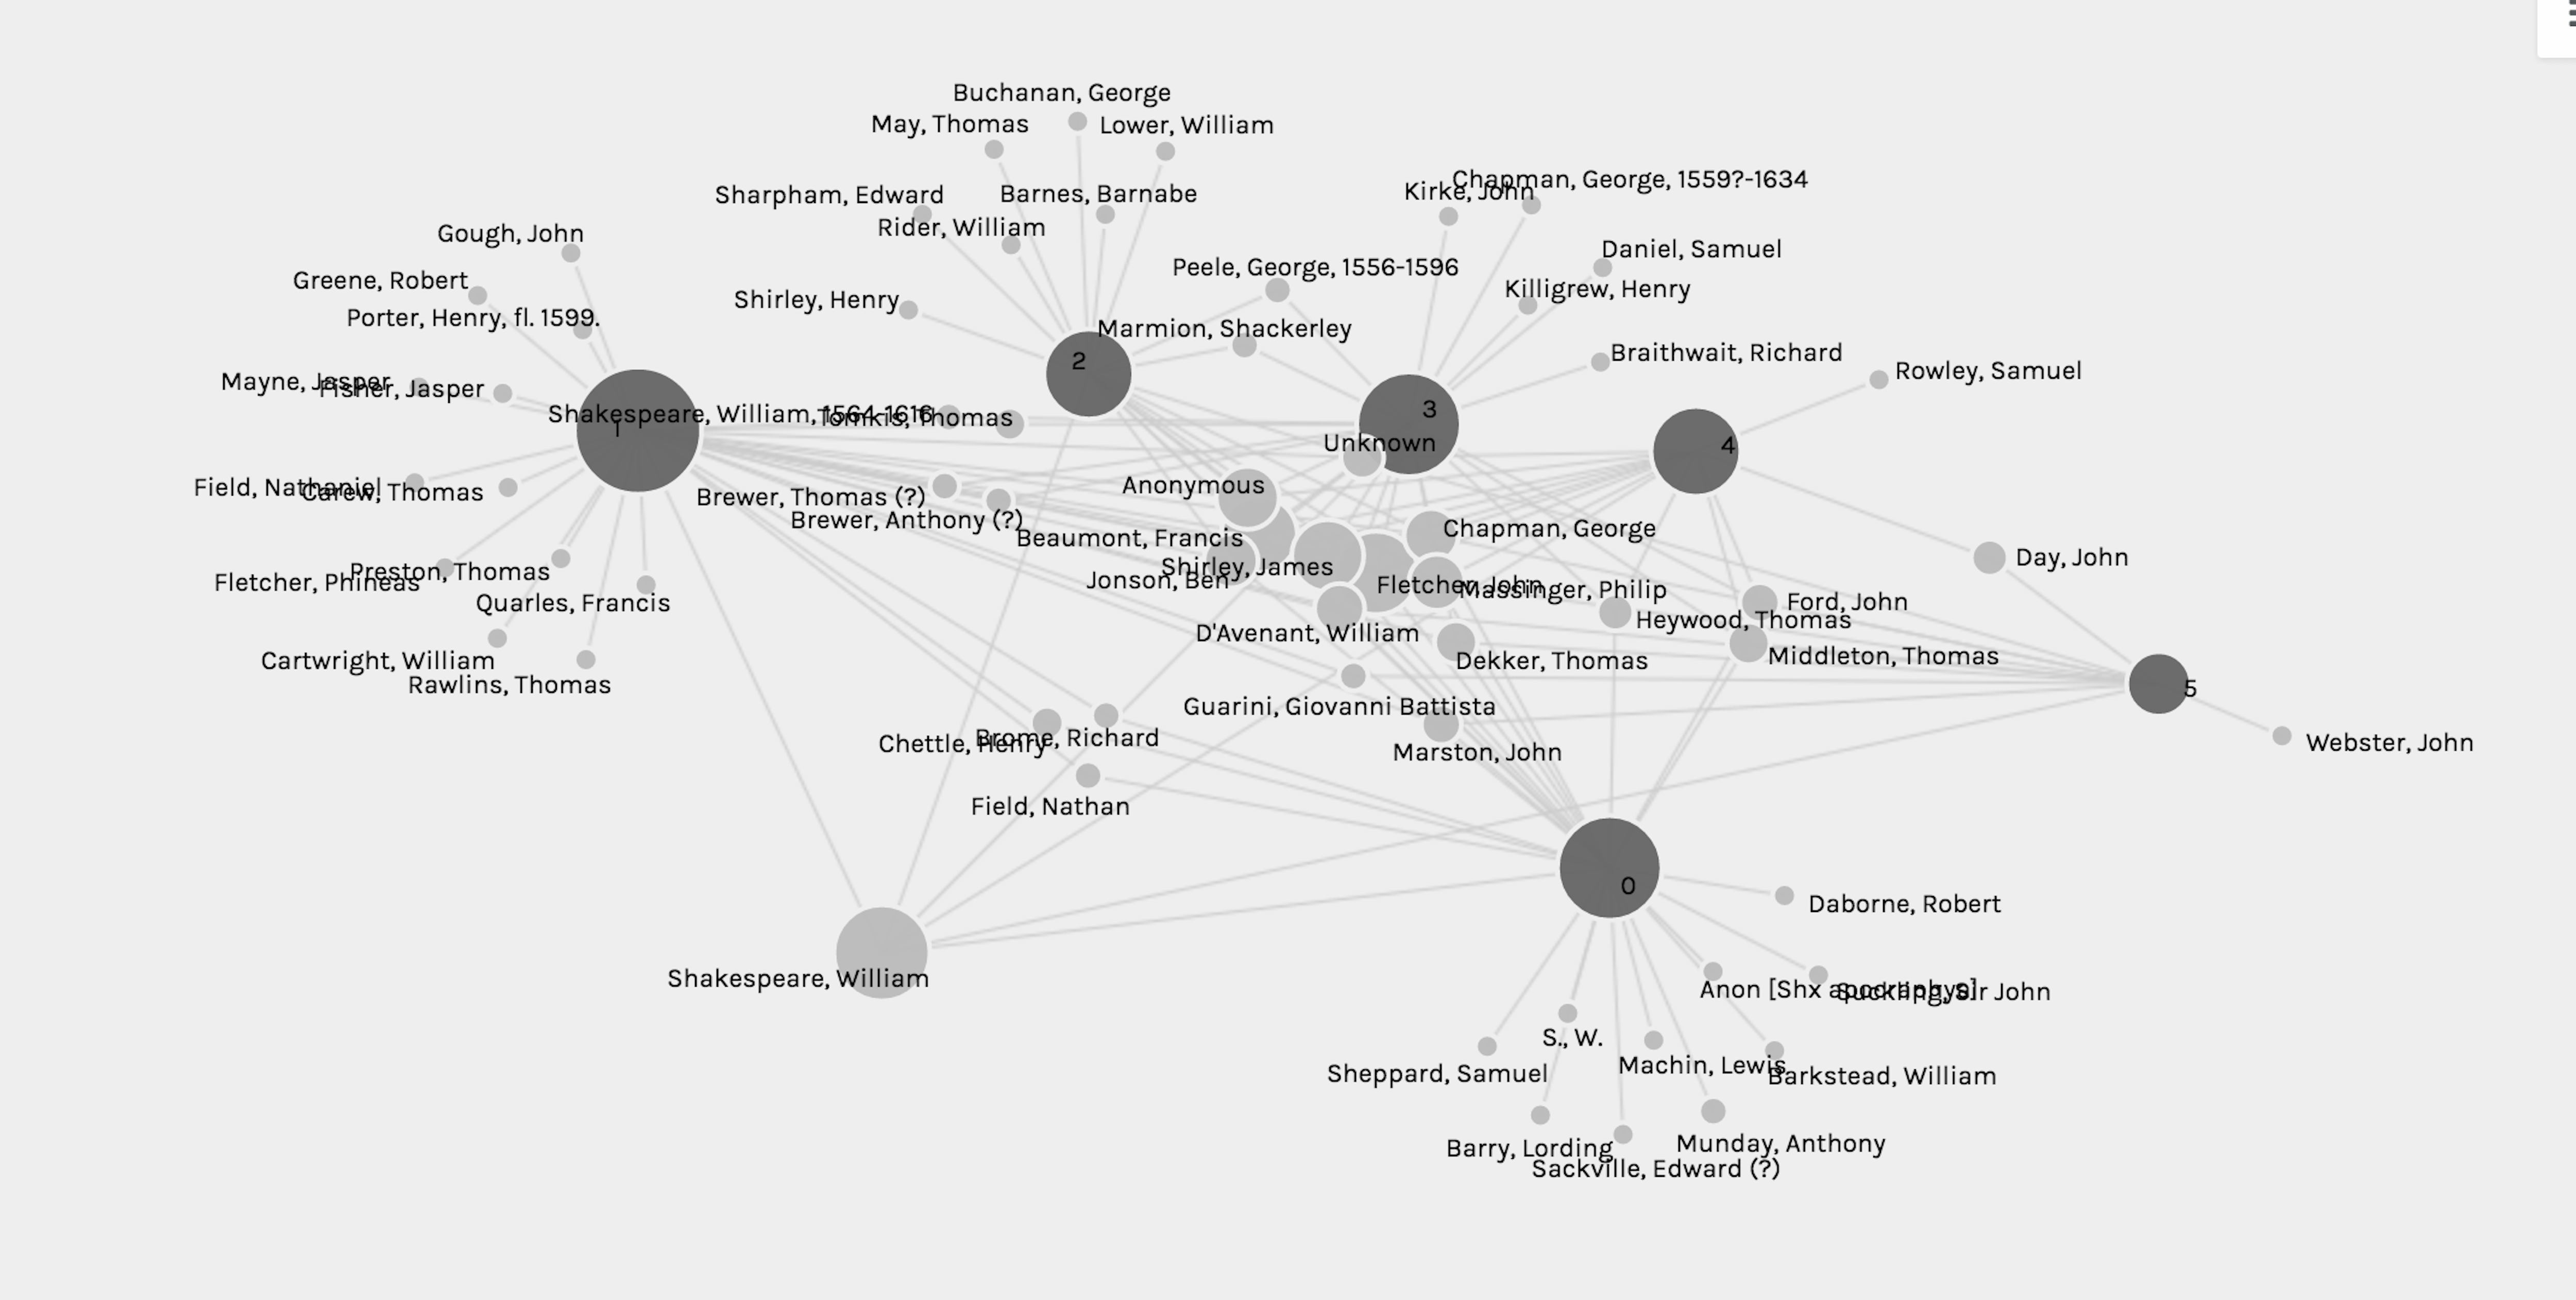 Buchanan, George
May, Thomas
Lower, William
Chapman, George, 1559?-1634
Kirke, John
Sharpham, Edward
Barnes, Barnabe
Rider, William
Gough, John
Daniel, Samuel
Peele, George, 1556-1596
Greene, Robert
Killigrew, Henry
Shirley, Henry
Porter, Henry, fl. 1599.
Marmion, Shackerley
Braithwait, Richard
2
Rowley, Samuel
Mayne, Jasper
Fisher, Jasper
3
Shakespeare, William, 1564-1616
Tomkis, Thomas
1
Unknown
4
Anonymous
Field, Nathaniel
Carew, Thomas
Brewer, Thomas (?)
Brewer, Anthony (?)
Chapman, George
Beaumont, Francis
Day, John
Shirley, James
Preston, Thomas
Jonson, Ben
Fletcher, Phineas
Fletcher, John
Massinger, Philip
Ford, John
Quarles, Francis
Heywood, Thomas
D'Avenant, William
Middleton, Thomas
Cartwright, William
Dekker, Thomas
Rawlins, Thomas
5
Guarini, Giovanni Battista
Brome, Richard
Chettle, Henry
Webster, John
Marston, John
Field, Nathan
0
Daborne, Robert
Shakespeare, William
Anon [Shx apocraphya]
Suckling, Sir John
S., W.
Machin, Lewis
Sheppard, Samuel
Barkstead, William
Munday, Anthony
Barry, Lording
Sackville, Edward (?)